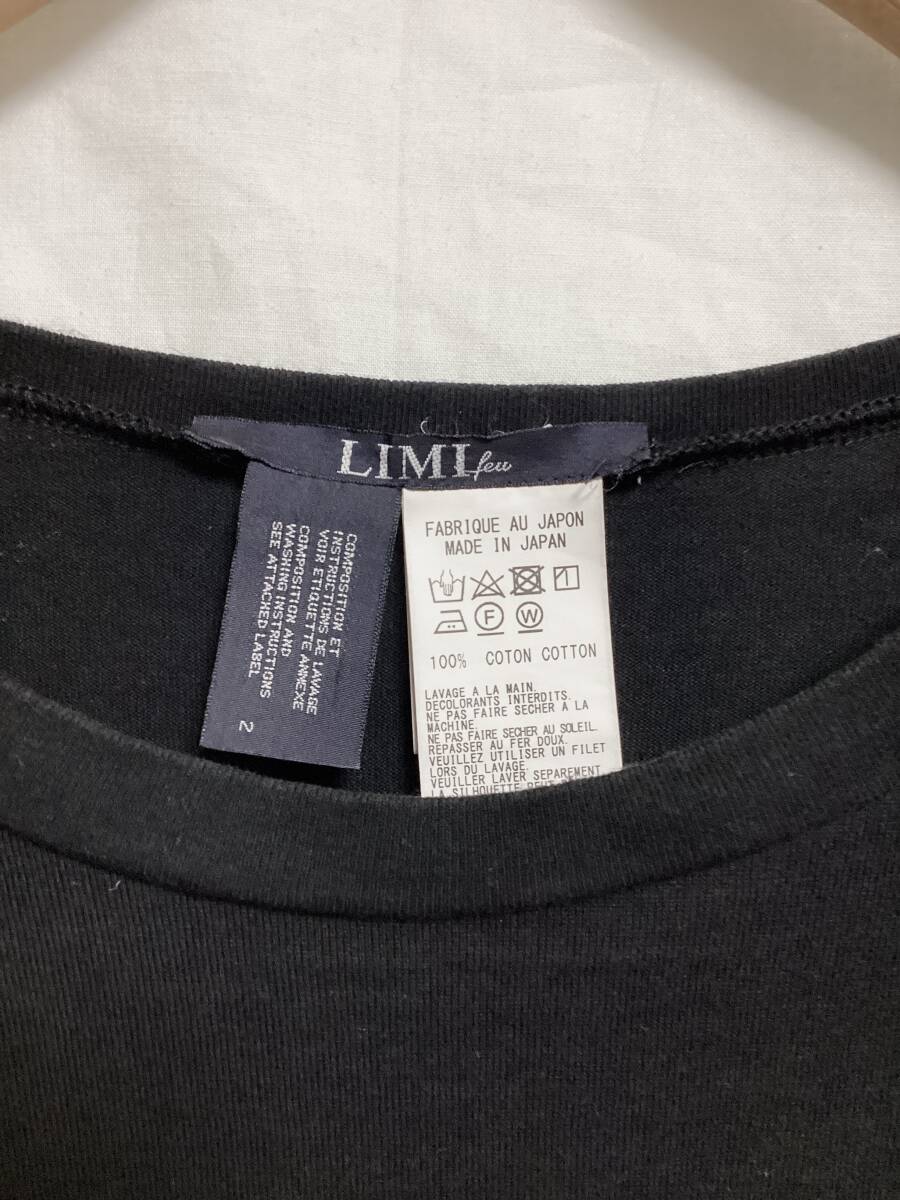 LIMI feu
COMPOSITION ET
INSTRUCTIONS DE LAVAGE
VOIR ETIQUETTE ANNEXE
COMPOSITION AND
WASHING INSTRUCTIONS
SEE ATTACHED LABEL
2
FABRIQUE AU JAPON
MADE IN JAPAN
F W
100% COTON COTTON
LAVAGE A LA MAIN.
DECOLORANTS INTERDITS.
NE PAS FAIRE SECHER A LA
MACHINE.
NE PAS FAIRE SECHER AU SOLEIL.
REPASSER AU FER DOUX.
VEUILLEZ UTILISER UN FILET
LORS DU LAVAGE.
VEUILLER LAVER SEPAREMENT
LA SILHOUETTE PEUT